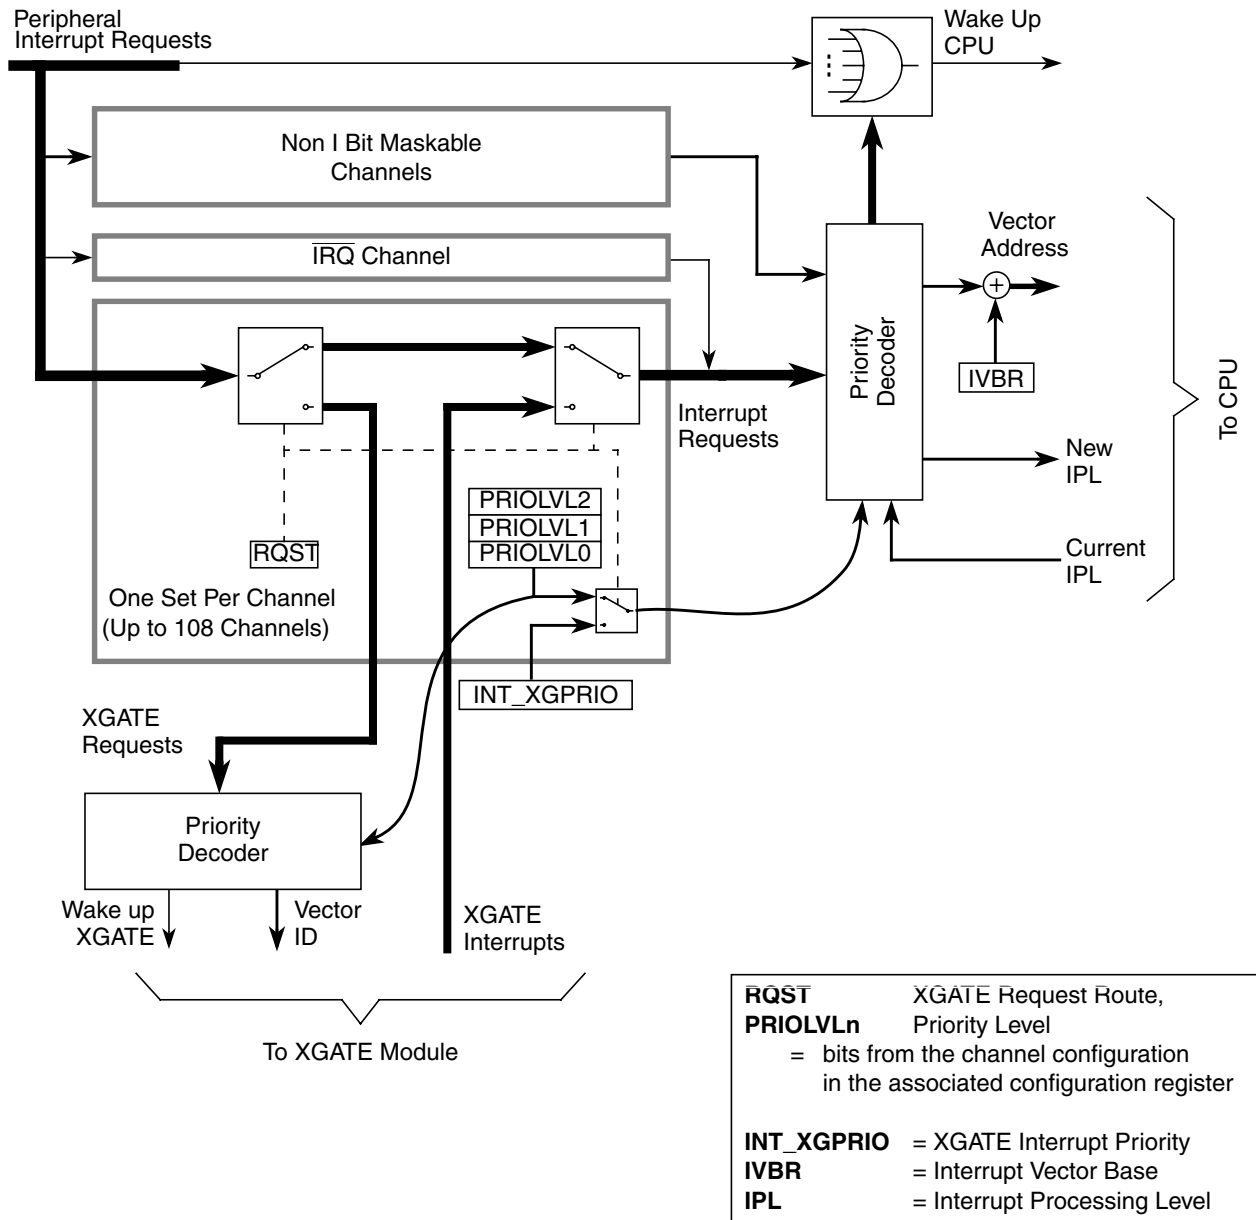 Peripheral
Interrupt Requests
Wake Up
CPU
Non I Bit Maskable
Channels
IRQ Channel
Vector
Address
Priority
Decoder
IVBR
To CPU
Interrupt
Requests
New
IPL
PRIOLVL2
PRIOLVL1
PRIOLVL0
RQST
Current
IPL
One Set Per Channel
(Up to 108 Channels)
INT_XGPRIO
XGATE
Requests
Priority
Decoder
Wake up
XGATE
Vector
ID
XGATE
Interrupts
To XGATE Module
RQST XGATE Request Route,
PRIOLVLn Priority Level
= bits from the channel configuration
in the associated configuration register
INT_XGPRIO = XGATE Interrupt Priority
IVBR = Interrupt Vector Base
IPL = Interrupt Processing Level